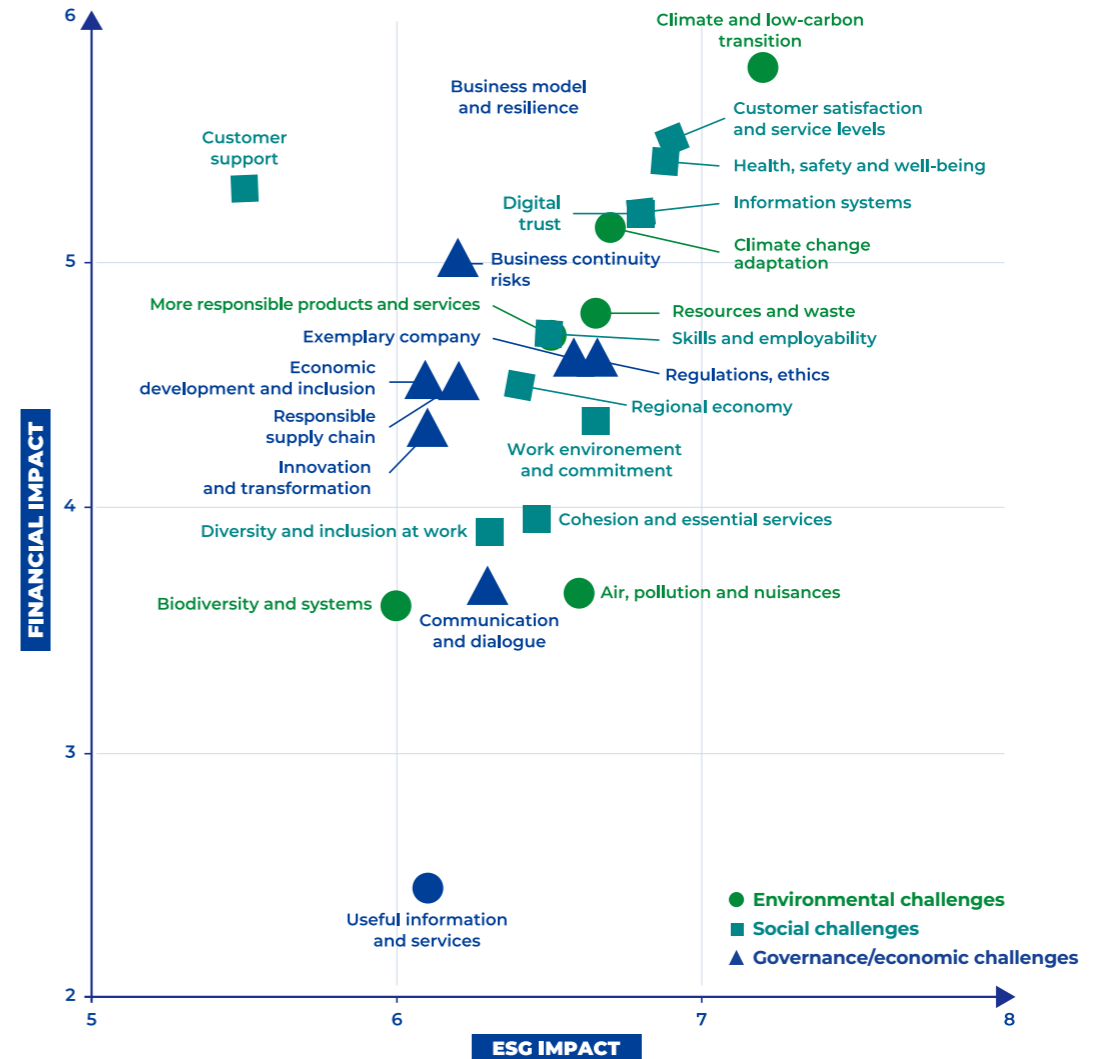 6
Climate and low-carbon
transition
Business model
and resilience
Customer satisfaction
and service levels
Customer
support
Health, safety and well-being
Digital
trust
Information systems
Climate change
adaptation
5
Business continuity
risks
More responsible products and services
Resources and waste
Exemplary company
Skills and employability
Economic
development and inclusion
Regulations, ethics
Responsible
supply chain
Regional economy
Innovation
and transformation
Work environement
and commitment
4
Diversity and inclusion at work
Cohesion and essential services
Biodiversity and systems
Air, pollution and nuisances
Communication
and dialogue
FINANCIAL IMPACT
3
Useful information
and services
Environmental challenges
Social challenges
Governance/economic challenges
2
5
6
7
8
ESG IMPACT